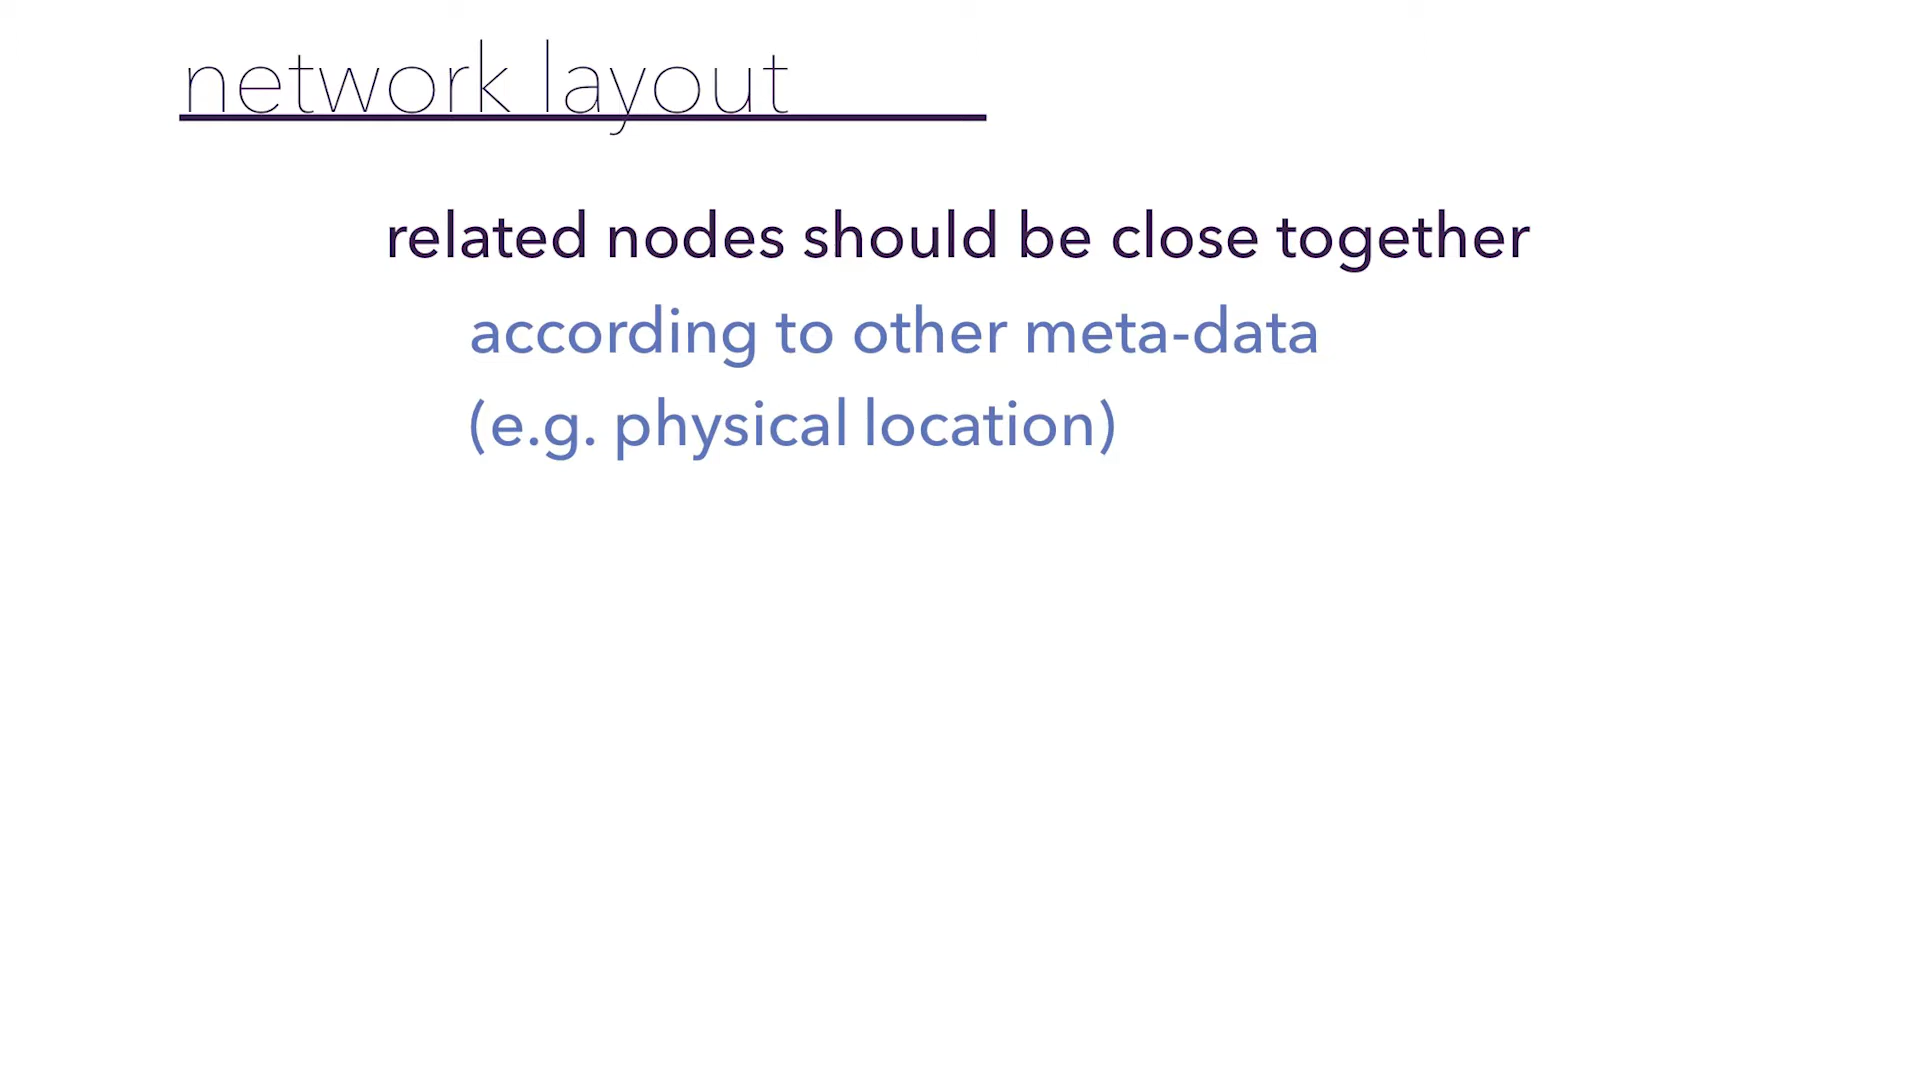 network layout
related nodes should be close together
according to other meta-data
(e.g. physical location)